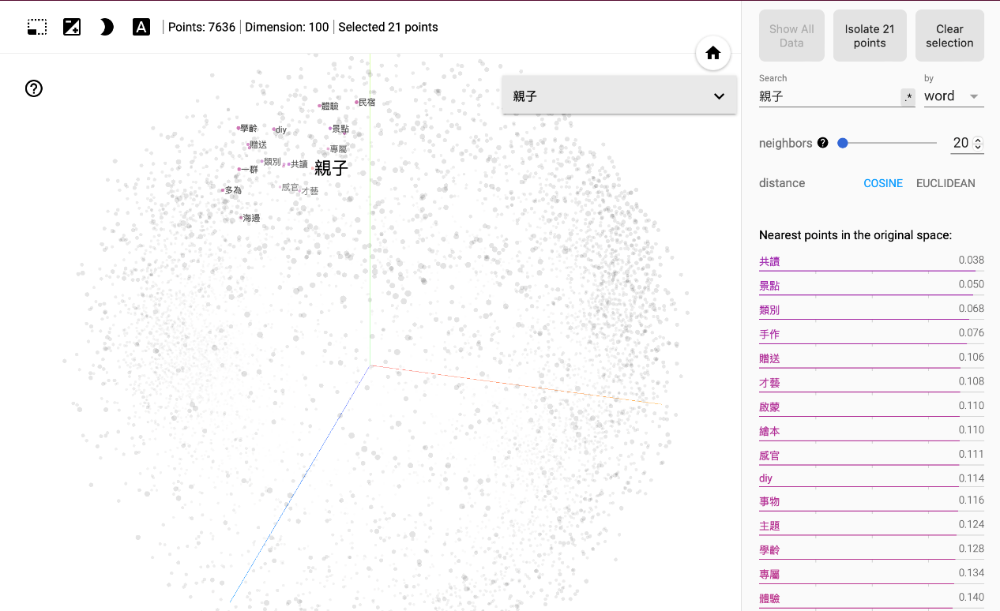 A
Points: 7636 | Dimension: 100 | Selected 21 points
親子
體驗
民宿
學齡
diy
景點
贈送
專屬
類別
共讀
親子
一群
多為
感官
才藝
海邊
Show All Data
Isolate 21 points
Clear selection
Search
by
親子
.*
word
neighbors
20
distance
COSINE
EUCLIDEAN
Nearest points in the original space:
共讀 0.038
景點 0.050
類別 0.068
手作 0.076
贈送 0.106
才藝 0.108
啟蒙 0.110
繪本 0.110
感官 0.111
diy 0.114
事物 0.116
主題 0.124
學齡 0.128
專屬 0.134
體驗 0.140